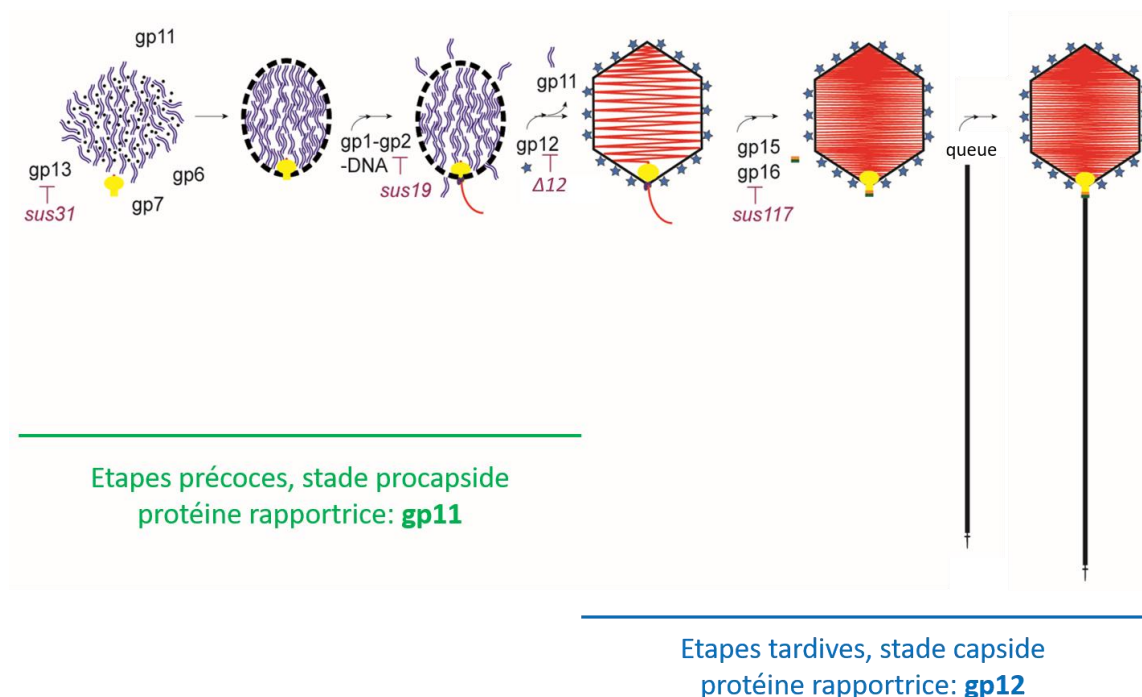 gp11
gp13
sus31
gp7
gp6
gp1-gp2
-DNA
sus19
gp12
Δ12
gp11
gp15
gp16
sus117
queue
Etapes précoces, stade procapside
protéine rapportrice: gp11
Etapes tardives, stade capside
protéine rapportrice: gp12